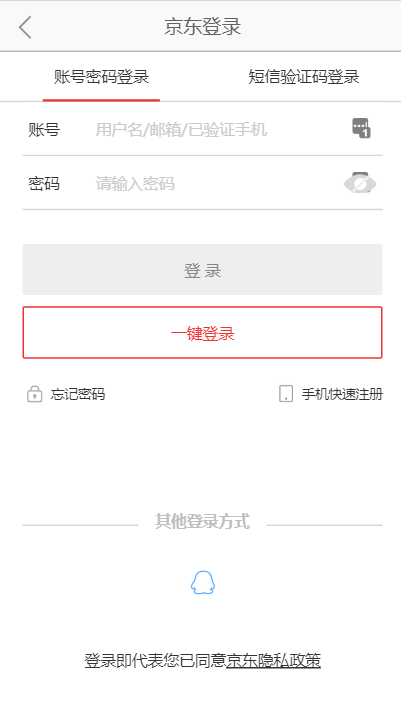 京东登录
账号密码登录 短信验证码登录
账号 用户名/邮箱/已验证手机
密码 请输入密码
登 录
一键登录
忘记密码 手机快速注册
其他登录方式
登录即代表您已同意京东隐私政策